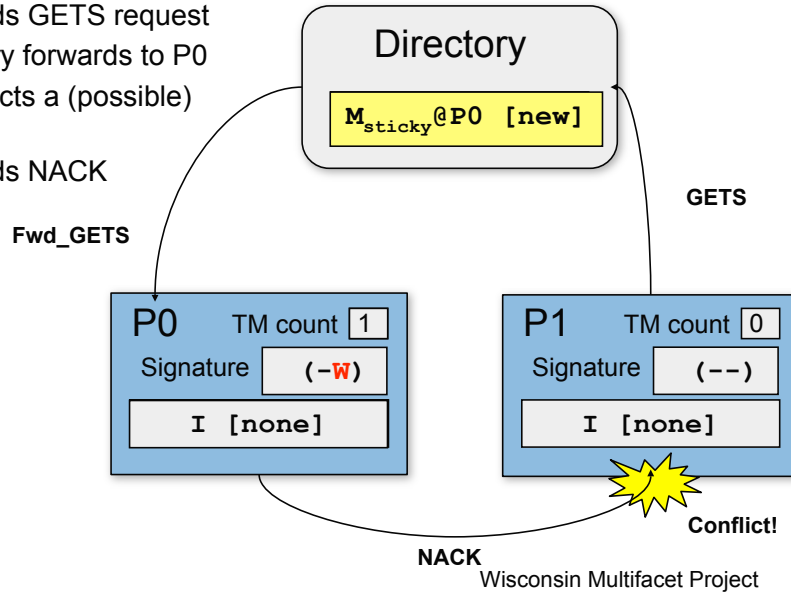 ds GETS request
y forwards to P0
cts a (possible)
ds NACK
Directory
Msticky@P0 [new]
GETS
Fwd_GETS
P0 TM count 1
Signature (-W)
I [none]
P1 TM count 0
Signature (--)
I [none]
Conflict!
NACK
Wisconsin Multifacet Project